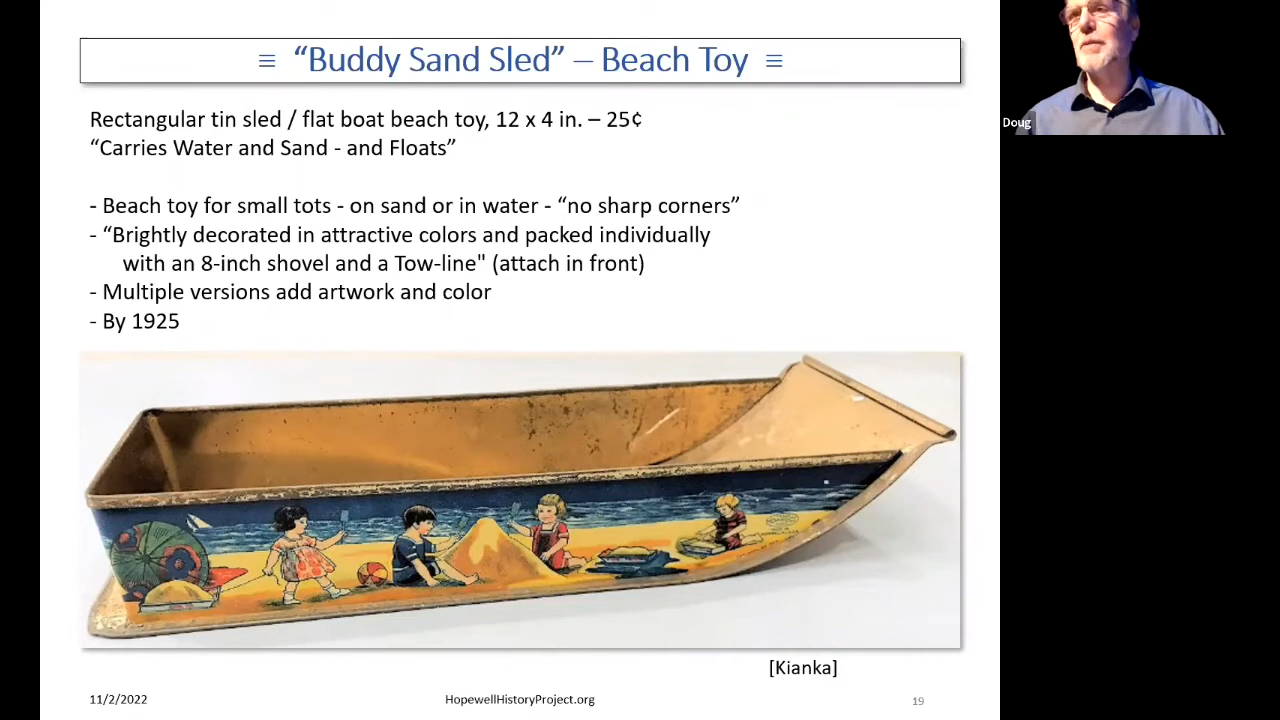 ≡ “Buddy Sand Sled” – Beach Toy ≡
Rectangular tin sled / flat boat beach toy, 12 x 4 in. – 25¢
“Carries Water and Sand - and Floats”
- Beach toy for small tots - on sand or in water - “no sharp corners”
- “Brightly decorated in attractive colors and packed individually
with an 8-inch shovel and a Tow-line" (attach in front)
- Multiple versions add artwork and color
- By 1925
[Kianka]
11/2/2022
HopewellHistoryProject.org
19
Doug